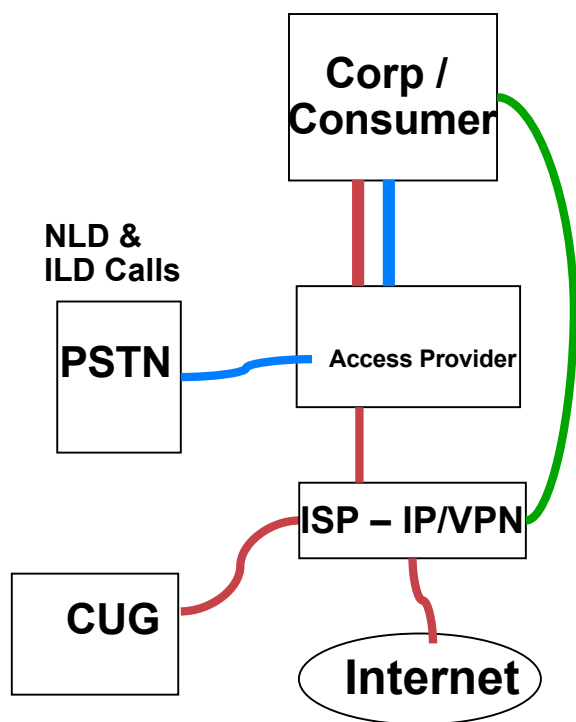 Corp /
Consumer
NLD &
ILD Calls
PSTN
Access Provider
ISP – IP/VPN
CUG
Internet